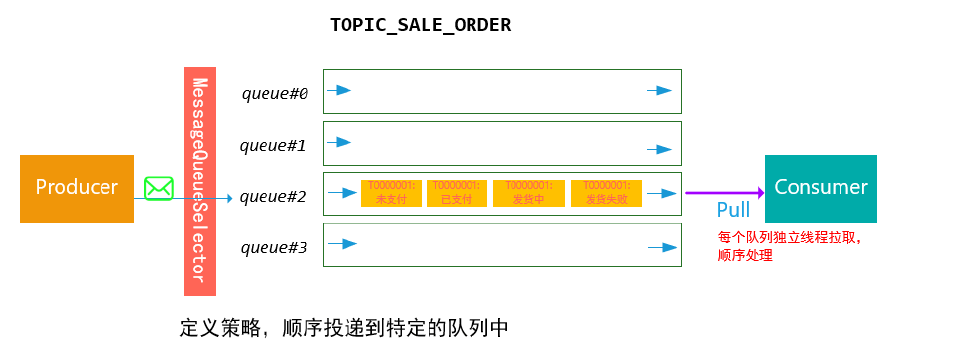 TOPIC_SALE_ORDER
MessageQueueSelector
queue#0
queue#1
Producer
queue#2
T0000001:
未支付
T0000001:
已支付
T0000001:
发货中
T0000001:
发货失败
Consumer
Pull
每个队列独立线程拉取，
顺序处理
queue#3
定义策略，顺序投递到特定的队列中